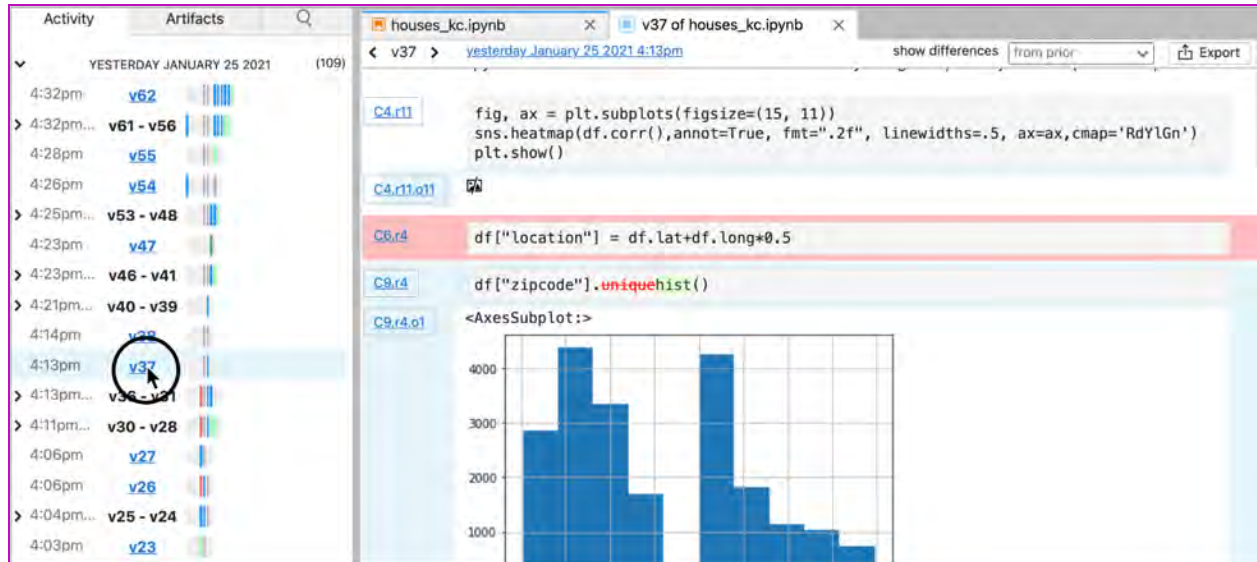 Activity
Artifacts
YESTERDAY JANUARY 25 2021 (109)
4:32pm v62
4:32pm... v61 - v56
4:28pm v55
4:26pm v54
4:25pm... v53 - v48
4:23pm v47
4:23pm... v46 - v41
4:21pm... v40 - v39
4:14pm v38
4:13pm v37
4:13pm... v36 - v31
4:11pm... v30 - v28
4:06pm v27
4:06pm v26
4:04pm... v25 - v24
4:03pm v23
houses_kc.ipynb
v37 of houses_kc.ipynb
v37 yesterday January 25 2021 4:13pm show differences from prior Export
C4.r11 fig, ax = plt.subplots(figsize=(15, 11))
sns.heatmap(df.corr(),annot=True, fmt=".2f", linewidths=.5, ax=ax,cmap='RdYlGn')
plt.show()
C4.r11.o11
C6.r4 df["location"] = df.lat+df.long*0.5
C9.r4 df["zipcode"].uniquehist()
C9.r4.o1 <AxesSubplot:>
4000
3000
2000
1000